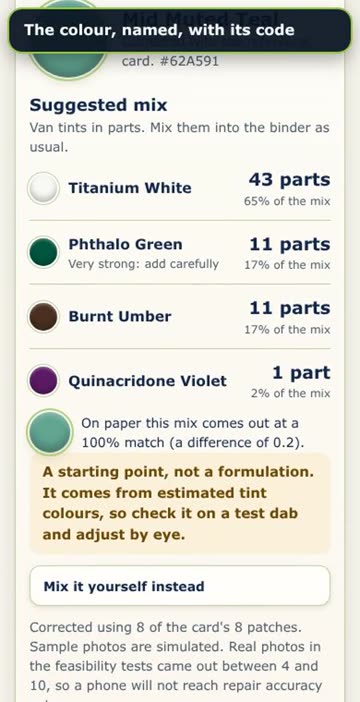 The colour, named, with its code
Mid Muted Teal
card. #62A591
Suggested mix
Van tints in parts. Mix them into the binder as
usual.
Titanium White
43 parts
65% of the mix
Phthalo Green
Very strong: add carefully
11 parts
17% of the mix
Burnt Umber
11 parts
17% of the mix
Quinacridone Violet
1 part
2% of the mix
On paper this mix comes out at a
100% match (a difference of 0.2).
A starting point, not a formulation.
It comes from estimated tint
colours, so check it on a test dab
and adjust by eye.
Mix it yourself instead
Corrected using 8 of the card's 8 patches.
Sample photos are simulated. Real photos in
the feasibility tests came out between 4 and
10, so a phone will not reach repair accuracy